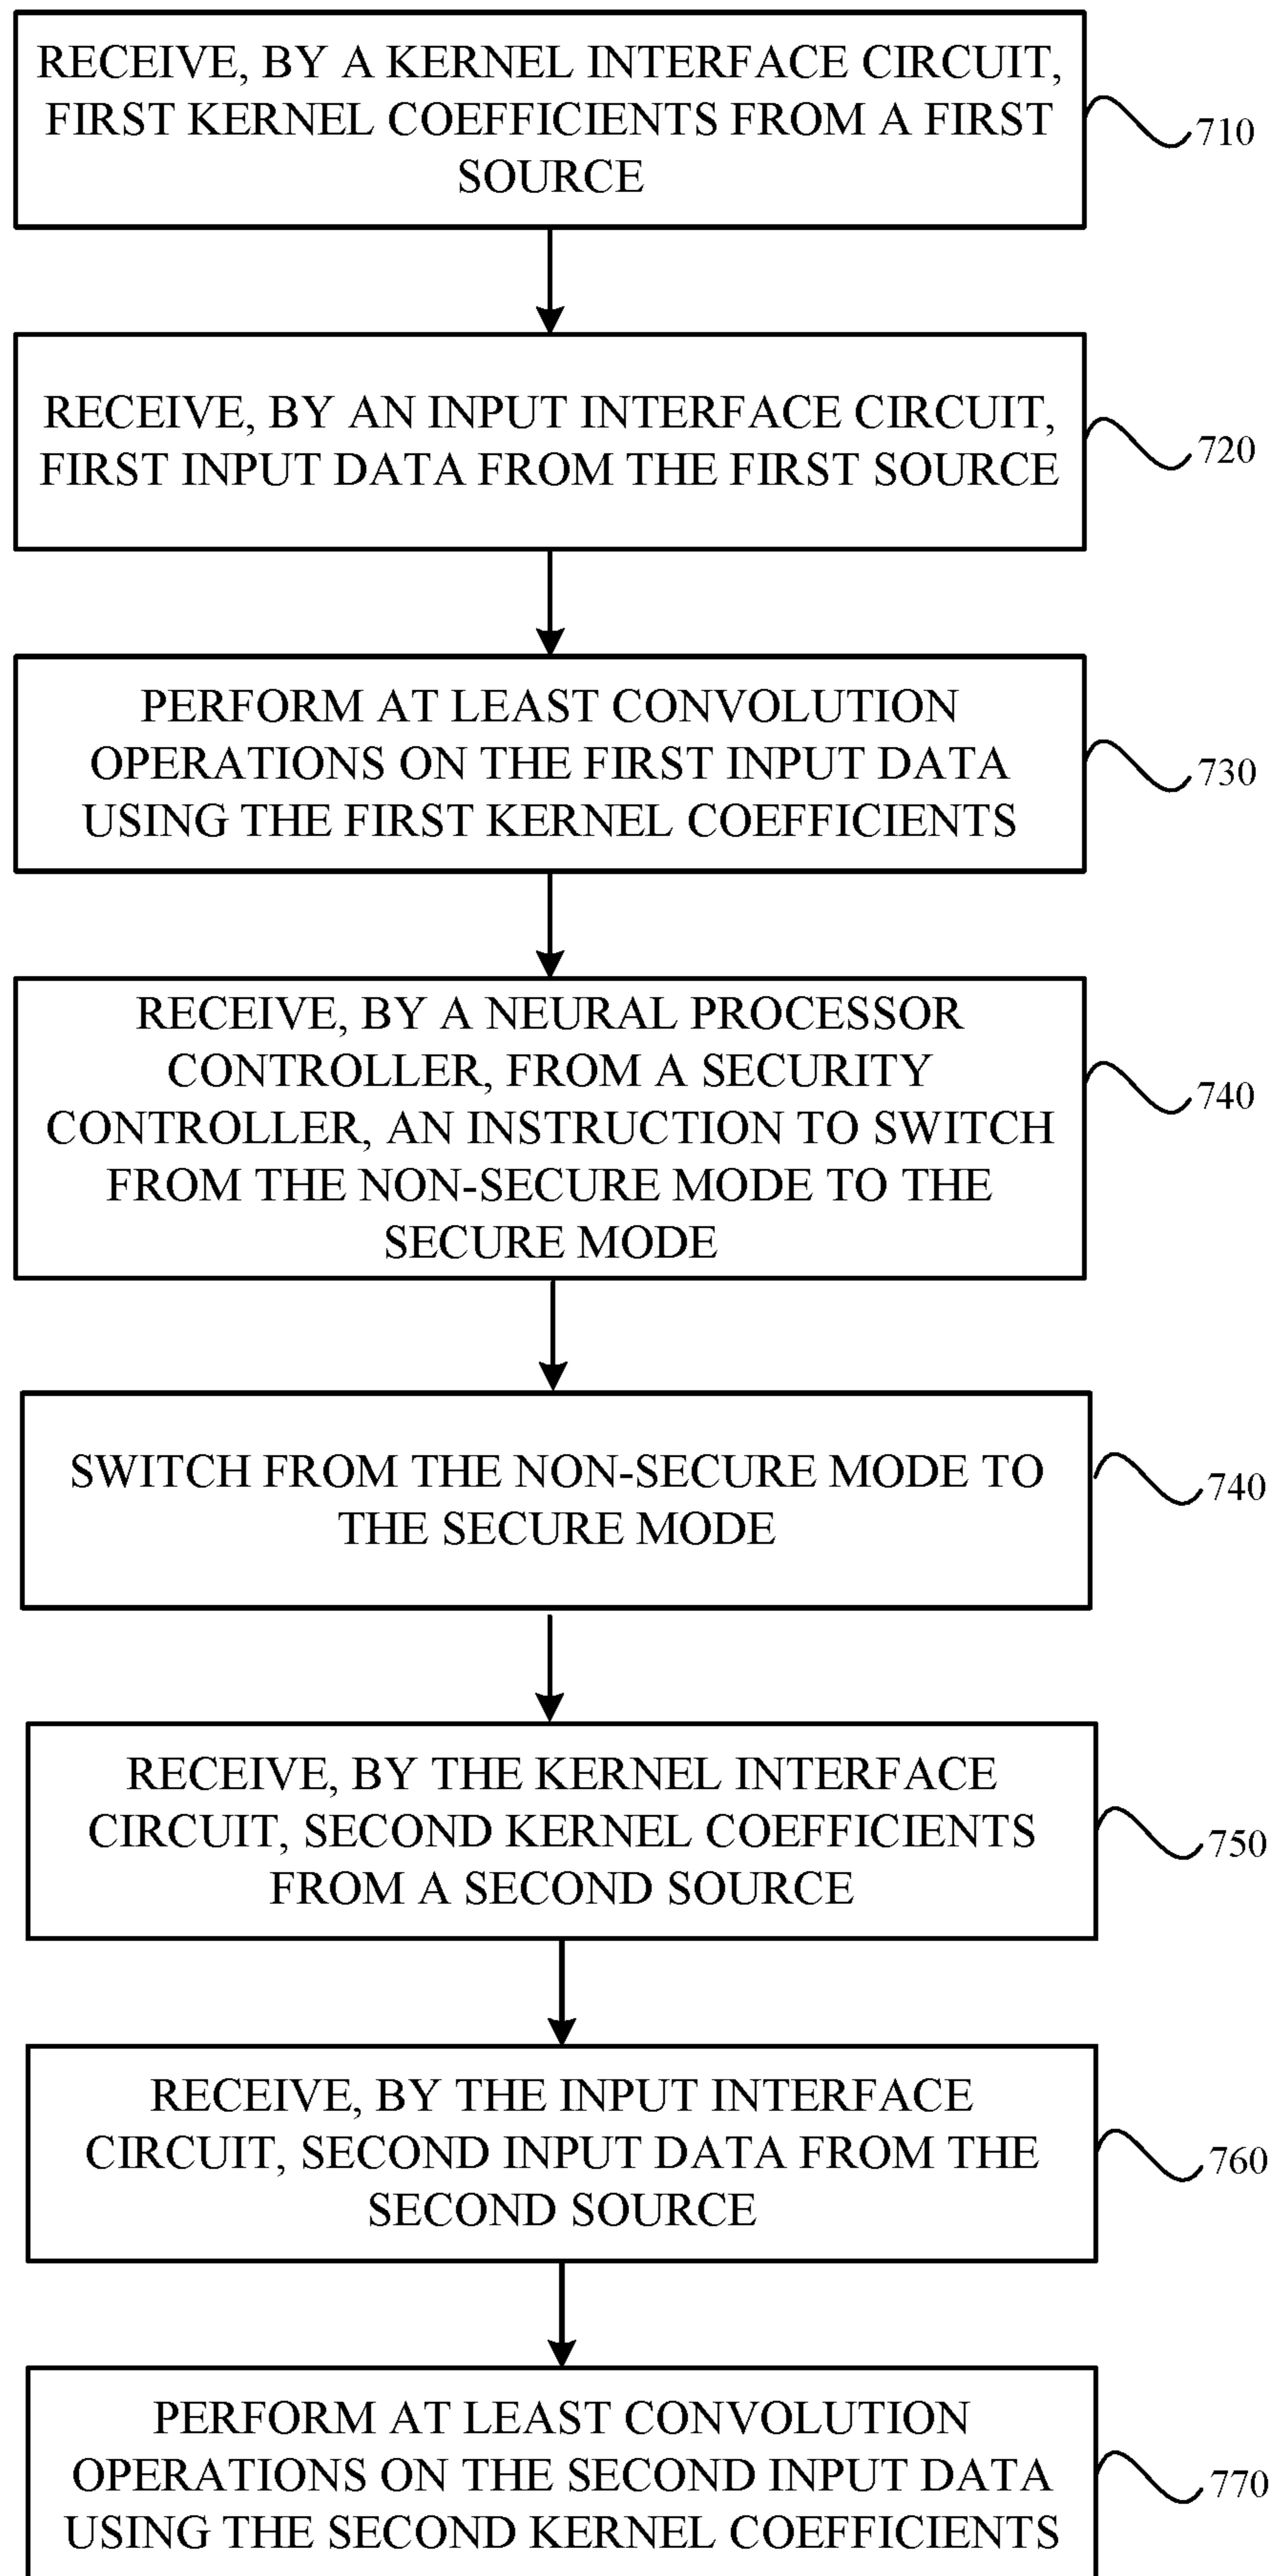 RECEIVE, BY A KERNEL INTERFACE CIRCUIT,
FIRST KERNEL COEFFICIENTS FROM A FIRST
SOURCE
710
RECEIVE, BY AN INPUT INTERFACE CIRCUIT,
FIRST INPUT DATA FROM THE FIRST SOURCE
720
PERFORM AT LEAST CONVOLUTION
OPERATIONS ON THE FIRST INPUT DATA
USING THE FIRST KERNEL COEFFICIENTS
730
RECEIVE, BY A NEURAL PROCESSOR
CONTROLLER, FROM A SECURITY
CONTROLLER, AN INSTRUCTION TO SWITCH
FROM THE NON-SECURE MODE TO THE
SECURE MODE
740
SWITCH FROM THE NON-SECURE MODE TO
THE SECURE MODE
740
RECEIVE, BY THE KERNEL INTERFACE
CIRCUIT, SECOND KERNEL COEFFICIENTS
FROM A SECOND SOURCE
750
RECEIVE, BY THE INPUT INTERFACE
CIRCUIT, SECOND INPUT DATA FROM THE
SECOND SOURCE
760
PERFORM AT LEAST CONVOLUTION
OPERATIONS ON THE SECOND INPUT DATA
USING THE SECOND KERNEL COEFFICIENTS
770